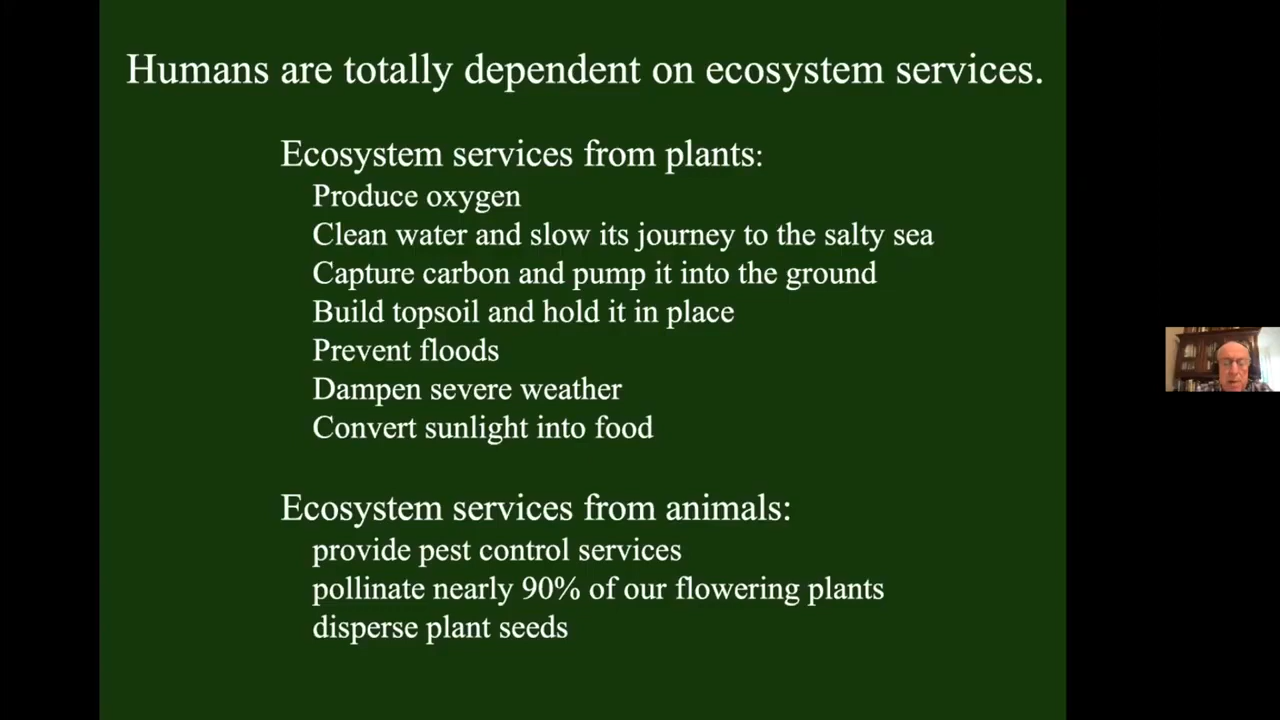 Humans are totally dependent on ecosystem services.
Ecosystem services from plants:
Produce oxygen
Clean water and slow its journey to the salty sea
Capture carbon and pump it into the ground
Build topsoil and hold it in place
Prevent floods
Dampen severe weather
Convert sunlight into food
Ecosystem services from animals:
provide pest control services
pollinate nearly 90% of our flowering plants
disperse plant seeds